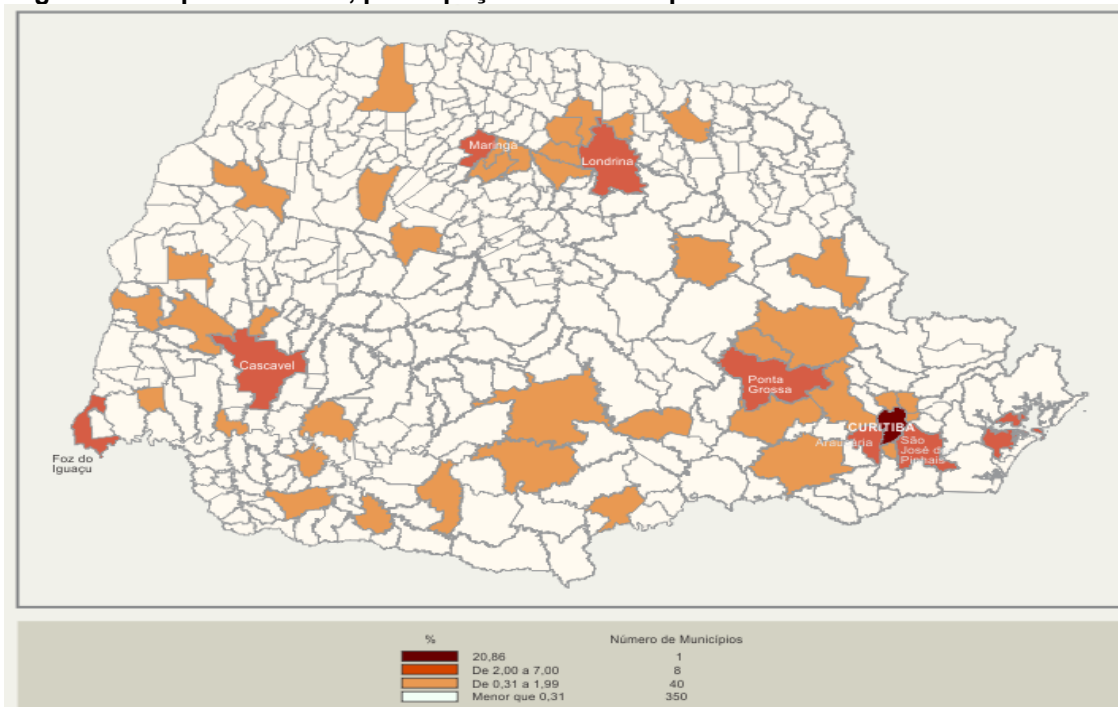 Maringá
Londrina
Cascavel
Ponta
Grossa
CURITIBA
Araucária
São
José do
Pinhais
Foz do
Iguaçu
% Número de Municípios
20,86 1
De 2,00 a 7,00 8
De 0,31 a 1,99 40
Menor que 0,31 350